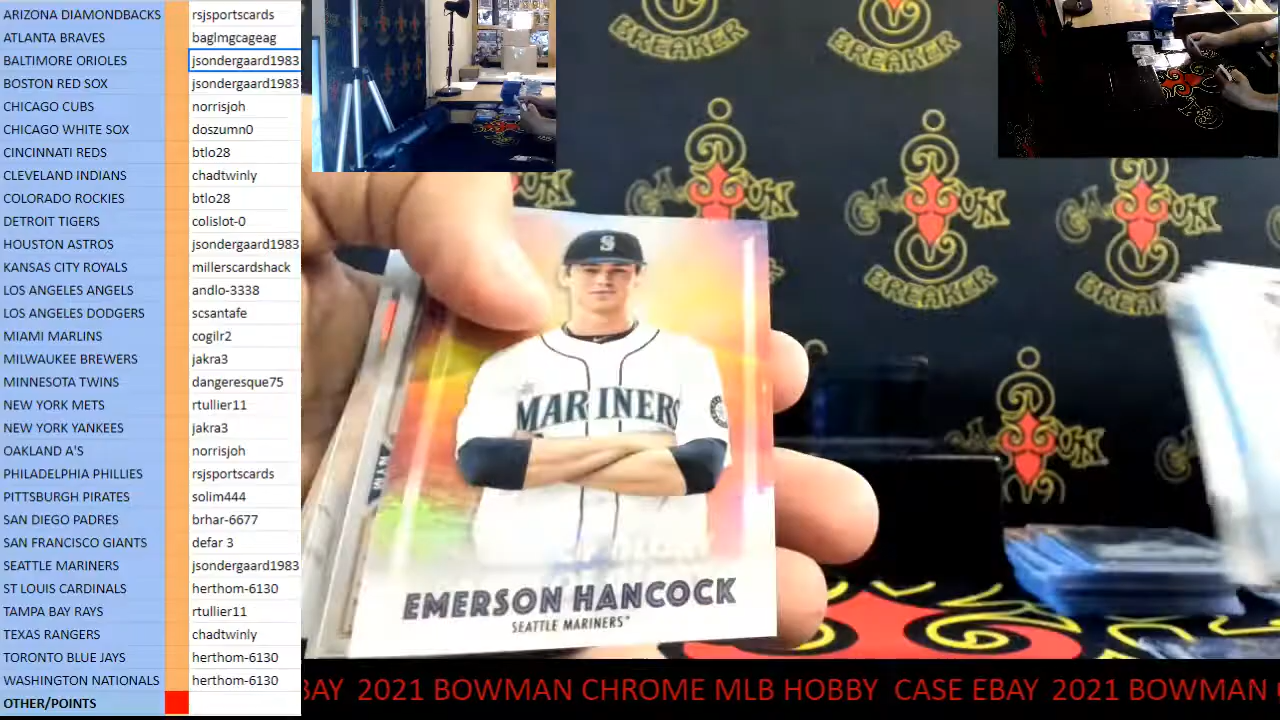 ARIZONA DIAMONDBACKS rsjsportscards
ATLANTA BRAVES baglmgcageag
BALTIMORE ORIOLES jsondergaard1983
BOSTON RED SOX jsondergaard1983
CHICAGO CUBS norrisjoh
CHICAGO WHITE SOX doszumn0
CINCINNATI REDS btlo28
CLEVELAND INDIANS chadtwinly
COLORADO ROCKIES btlo28
DETROIT TIGERS colislot-0
HOUSTON ASTROS jsondergaard1983
KANSAS CITY ROYALS millerscardshack
LOS ANGELES ANGELS andlo-3338
LOS ANGELES DODGERS scsantafe
MIAMI MARLINS cogilr2
MILWAUKEE BREWERS jakra3
MINNESOTA TWINS dangeresque75
NEW YORK METS rtullier11
NEW YORK YANKEES jakra3
OAKLAND A'S norrisjoh
PHILADELPHIA PHILLIES rsjsportscards
PITTSBURGH PIRATES solim444
SAN DIEGO PADRES brhar-6677
SAN FRANCISCO GIANTS defar 3
SEATTLE MARINERS jsondergaard1983
ST LOUIS CARDINALS herthom-6130
TAMPA BAY RAYS rtullier11
TEXAS RANGERS chadtwinly
TORONTO BLUE JAYS herthom-6130
WASHINGTON NATIONALS herthom-6130
OTHER/POINTS
BREAKER
BREAKER
CAJUN
BREAKER
CAJUN
S
MARINERS
EMERSON HANCOCK
SEATTLE MARINERS™
BAY 2021 BOWMAN CHROME MLB HOBBY CASE EBAY 2021 BOWMAN